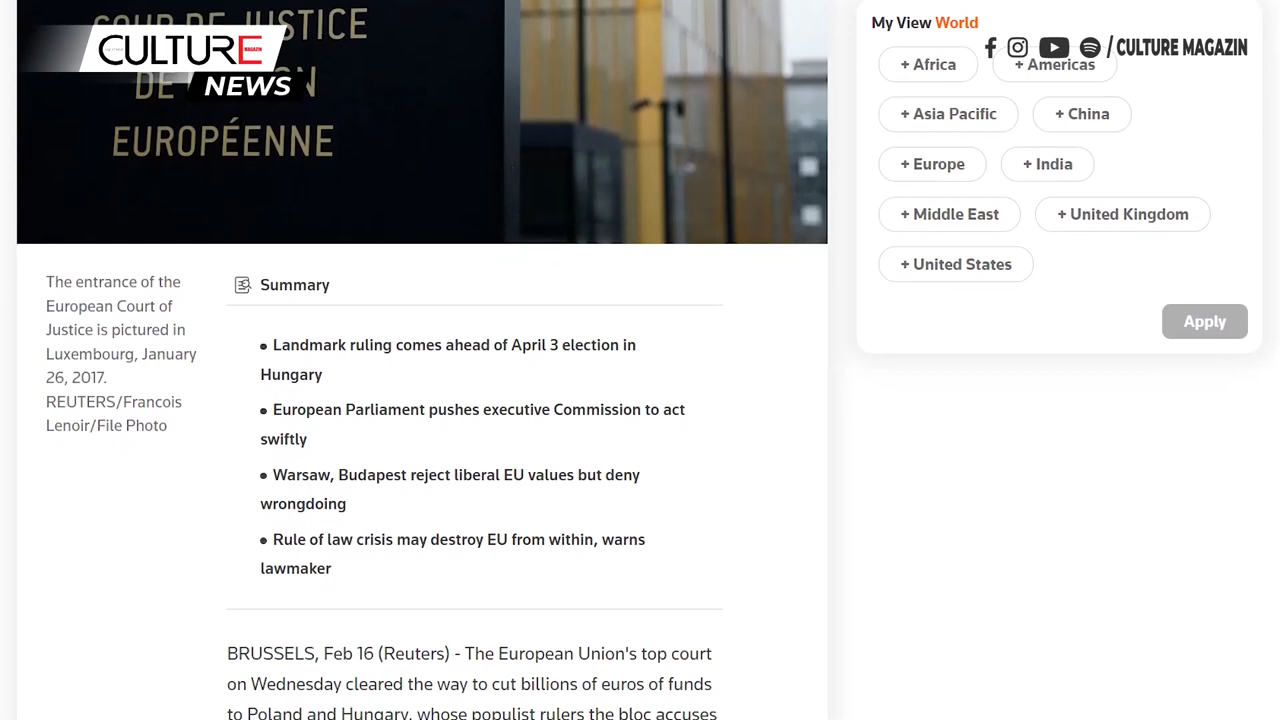 COUR DE JUSTICE
DE
N
EUROPÉENNE
CULTURE
MAGAZIN
NEWS
My View World
/ CULTURE MAGAZIN
+ Africa
+ Americas
+ Asia Pacific
+ China
+ Europe
+ India
+ Middle East
+ United Kingdom
+ United States
Apply
The entrance of the
European Court of
Justice is pictured in
Luxembourg, January
26, 2017.
REUTERS/Francois
Lenoir/File Photo
Summary
• Landmark ruling comes ahead of April 3 election in
Hungary
• European Parliament pushes executive Commission to act
swiftly
• Warsaw, Budapest reject liberal EU values but deny
wrongdoing
• Rule of law crisis may destroy EU from within, warns
lawmaker
BRUSSELS, Feb 16 (Reuters) - The European Union's top court
on Wednesday cleared the way to cut billions of euros of funds
to Poland and Hungary, whose populist rulers the bloc accuses